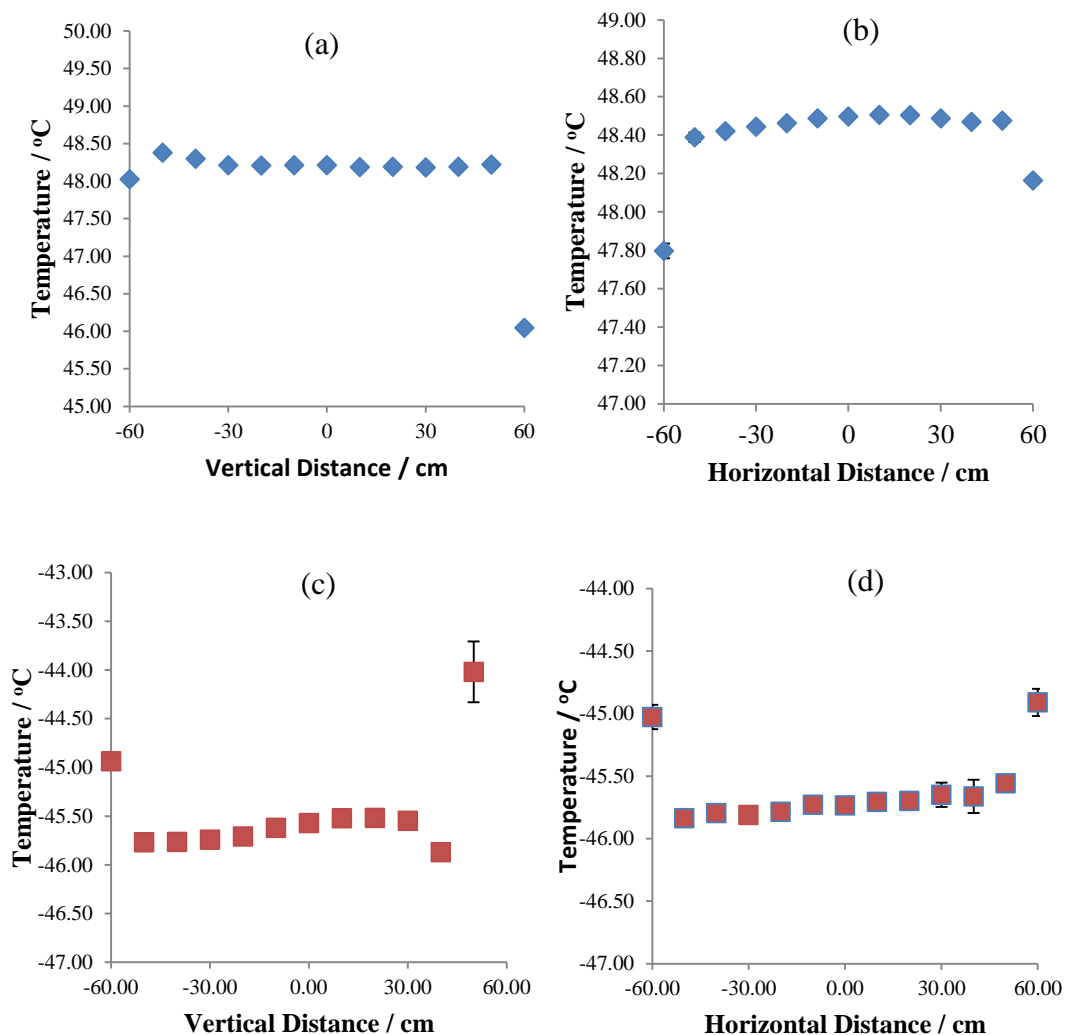 (a)
50.00
49.50
49.00
48.50
48.00
47.50
47.00
46.50
46.00
45.50
45.00
Temperature / ºC
-60 -30 0 30 60
Vertical Distance / cm
(b)
49.00
48.80
48.60
48.40
48.20
48.00
47.80
47.60
47.40
47.20
47.00
Temperature / ºC
-60 -30 0 30 60
Horizontal Distance / cm
(c)
-43.00
-43.50
-44.00
-44.50
-45.00
-45.50
-46.00
-46.50
-47.00
Temperature / ºC
-60.00 -30.00 0.00 30.00 60.00
Vertical Distance / cm
(d)
-44.00
-44.50
-45.00
-45.50
-46.00
-46.50
-47.00
Temperature / ºC
-60.00 -30.00 0.00 30.00 60.00
Horizontal Distance / cm